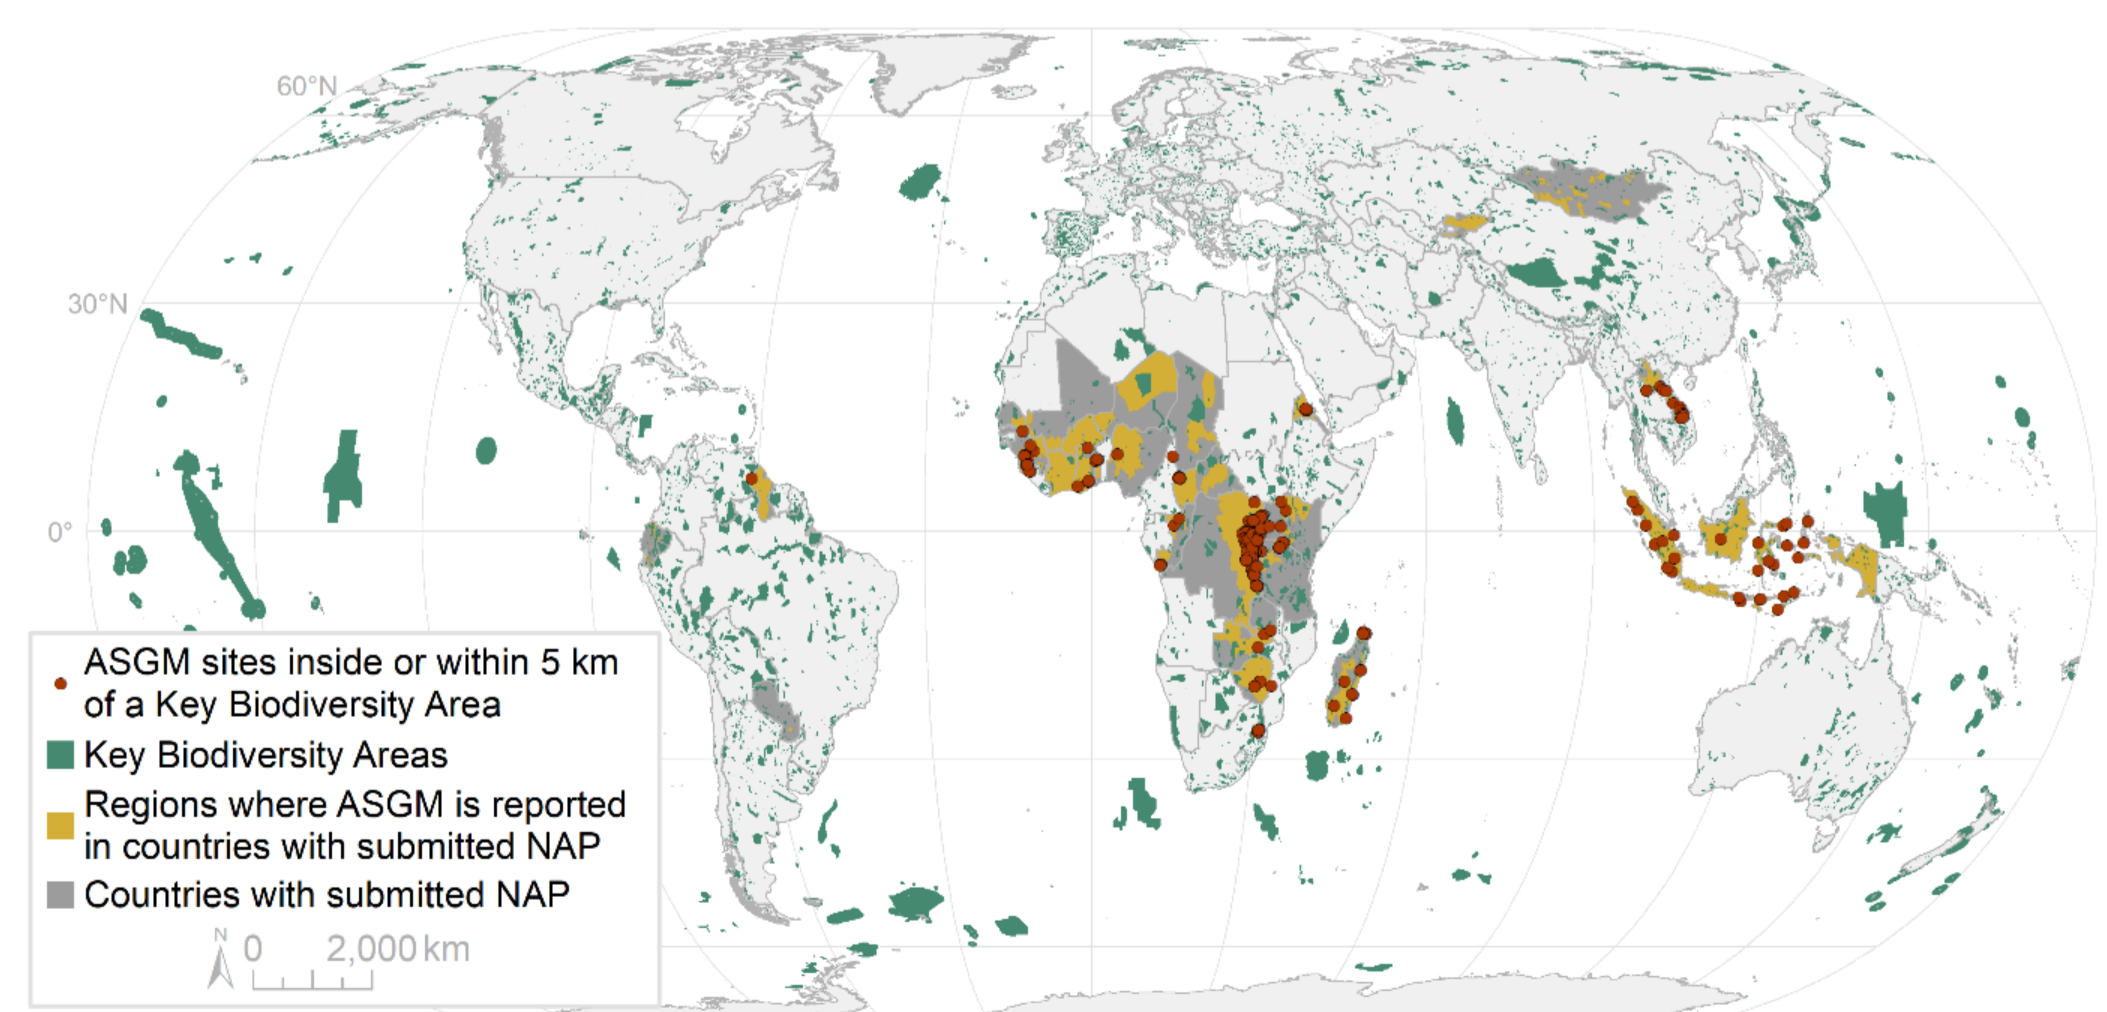 60°N
30°N
0°
ASGM sites inside or within 5 km
of a Key Biodiversity Area
Key Biodiversity Areas
Regions where ASGM is reported
in countries with submitted NAP
Countries with submitted NAP
N
0 2,000 km